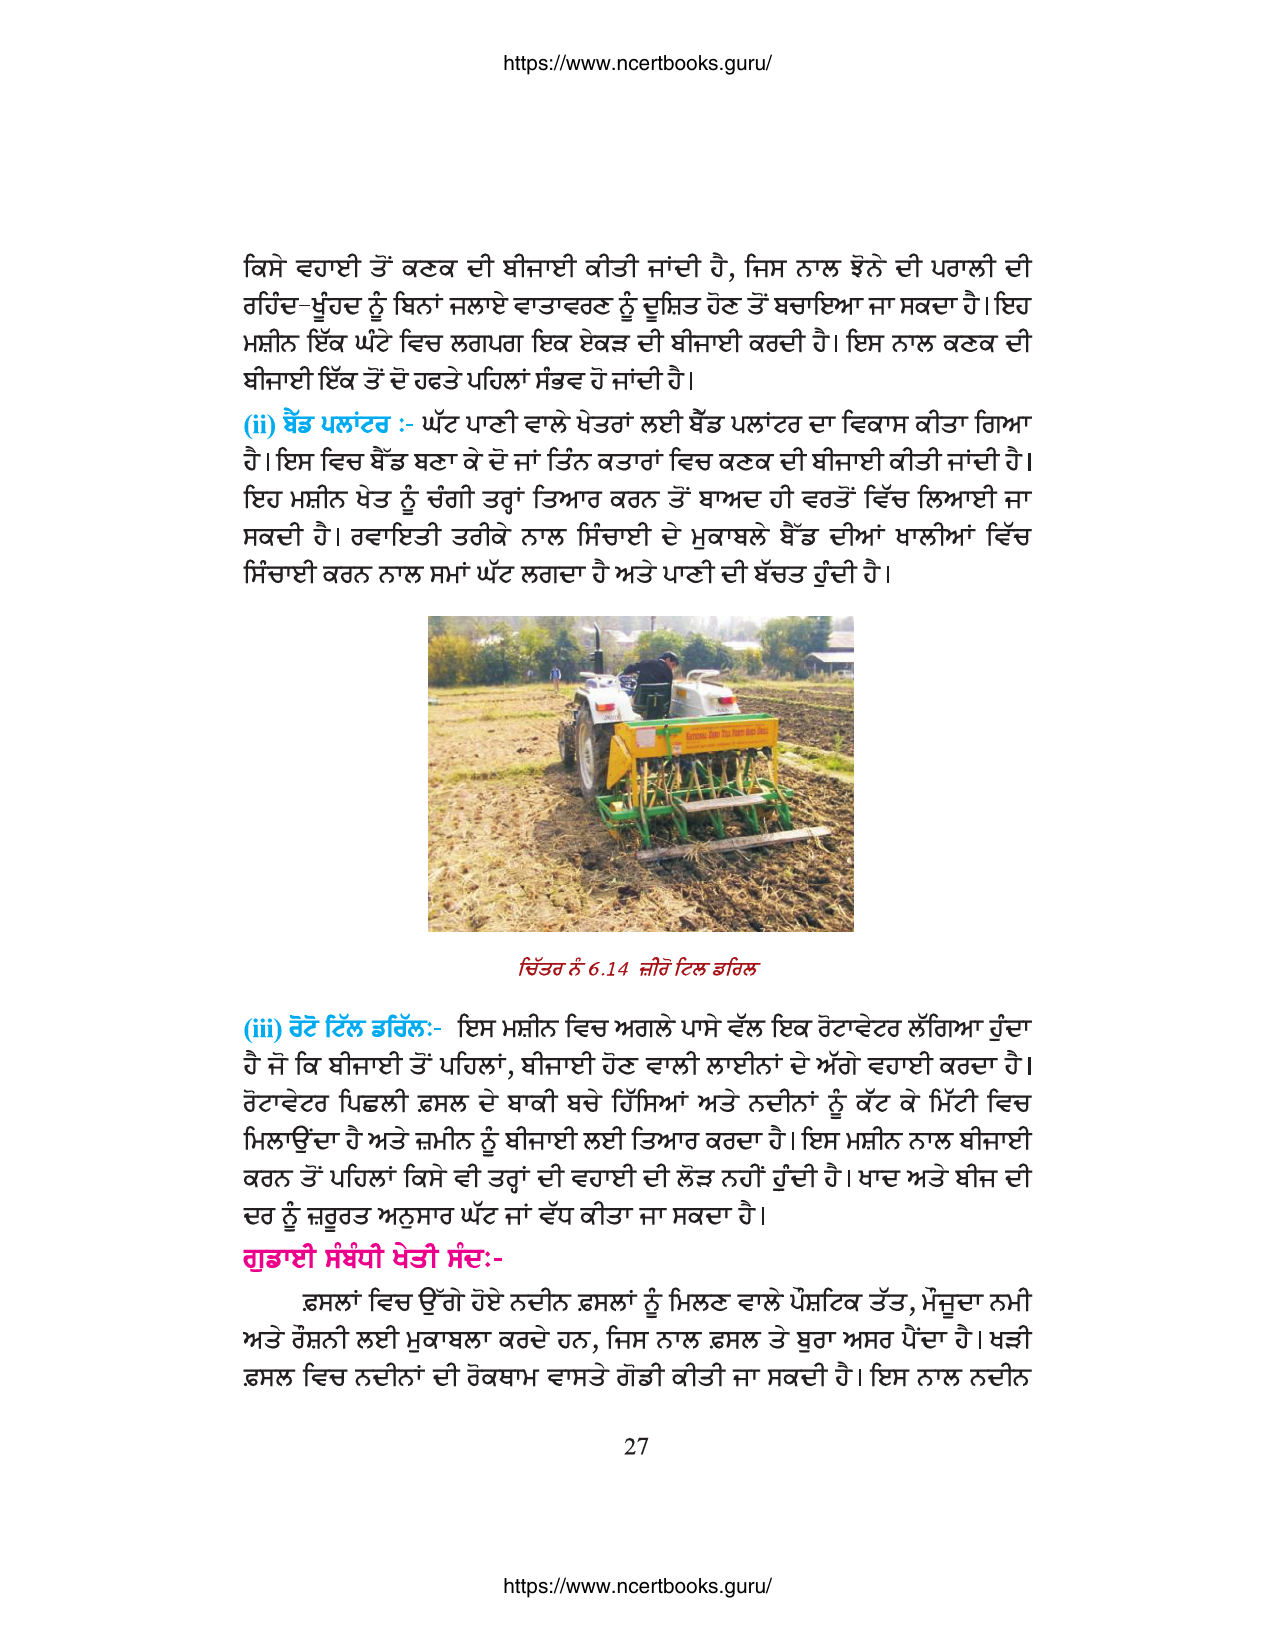 https://www.ncertbooks.guru/
ਕਿਸੇ ਵਹਾਈ ਤੋਂ ਕਣਕ ਦੀ ਬੀਜਾਈ ਕੀਤੀ ਜਾਂਦੀ ਹੈ, ਜਿਸ ਨਾਲ ਝੋਨੇ ਦੀ ਪਰਾਲੀ ਦੀ
ਰਹਿੰਦ-ਖੂੰਹਦ ਨੂੰ ਬਿਨਾਂ ਜਲਾਏ ਵਾਤਾਵਰਣ ਨੂੰ ਦੂਸ਼ਿਤ ਹੋਣ ਤੋਂ ਬਚਾਇਆ ਜਾ ਸਕਦਾ ਹੈ। ਇਹ
ਮਸ਼ੀਨ ਇੱਕ ਘੰਟੇ ਵਿਚ ਲਗਪਗ ਇਕ ਏਕੜ ਦੀ ਬੀਜਾਈ ਕਰਦੀ ਹੈ। ਇਸ ਨਾਲ ਕਣਕ ਦੀ
ਬੀਜਾਈ ਇੱਕ ਤੋਂ ਦੋ ਹਫਤੇ ਪਹਿਲਾਂ ਸੰਭਵ ਹੋ ਜਾਂਦੀ ਹੈ।
(ii) ਬੈੱਡ ਪਲਾਂਟਰ :- ਘੱਟ ਪਾਣੀ ਵਾਲੇ ਖੇਤਰਾਂ ਲਈ ਬੈੱਡ ਪਲਾਂਟਰ ਦਾ ਵਿਕਾਸ ਕੀਤਾ ਗਿਆ
ਹੈ। ਇਸ ਵਿਚ ਬੈੱਡ ਬਣਾ ਕੇ ਦੋ ਜਾਂ ਤਿੰਨ ਕਤਾਰਾਂ ਵਿਚ ਕਣਕ ਦੀ ਬੀਜਾਈ ਕੀਤੀ ਜਾਂਦੀ ਹੈ।
ਇਹ ਮਸ਼ੀਨ ਖੇਤ ਨੂੰ ਚੰਗੀ ਤਰ੍ਹਾਂ ਤਿਆਰ ਕਰਨ ਤੋਂ ਬਾਅਦ ਹੀ ਵਰਤੋਂ ਵਿੱਚ ਲਿਆਈ ਜਾ
ਸਕਦੀ ਹੈ। ਰਵਾਇਤੀ ਤਰੀਕੇ ਨਾਲ ਸਿੰਚਾਈ ਦੇ ਮੁਕਾਬਲੇ ਬੈੱਡ ਦੀਆਂ ਖਾਲੀਆਂ ਵਿੱਚ
ਸਿੰਚਾਈ ਕਰਨ ਨਾਲ ਸਮਾਂ ਘੱਟ ਲਗਦਾ ਹੈ ਅਤੇ ਪਾਣੀ ਦੀ ਬੱਚਤ ਹੁੰਦੀ ਹੈ।
NATIONAL ZERO TILL FERTI SEED DRILL
ਚਿੱਤਰ ਨੰ 6.14 ਜ਼ੀਰੋ ਟਿਲ ਡਰਿਲ
(iii) ਰੋਟੋ ਟਿੱਲ ਡਰਿੱਲ:- ਇਸ ਮਸ਼ੀਨ ਵਿਚ ਅਗਲੇ ਪਾਸੇ ਵੱਲ ਇਕ ਰੋਟਾਵੇਟਰ ਲੱਗਿਆ ਹੁੰਦਾ
ਹੈ ਜੋ ਕਿ ਬੀਜਾਈ ਤੋਂ ਪਹਿਲਾਂ, ਬੀਜਾਈ ਹੋਣ ਵਾਲੀ ਲਾਈਨਾਂ ਦੇ ਅੱਗੇ ਵਹਾਈ ਕਰਦਾ ਹੈ।
ਰੋਟਾਵੇਟਰ ਪਿਛਲੀ ਫ਼ਸਲ ਦੇ ਬਾਕੀ ਬਚੇ ਹਿੱਸਿਆਂ ਅਤੇ ਨਦੀਨਾਂ ਨੂੰ ਕੱਟ ਕੇ ਮਿੱਟੀ ਵਿਚ
ਮਿਲਾਉਂਦਾ ਹੈ ਅਤੇ ਜ਼ਮੀਨ ਨੂੰ ਬੀਜਾਈ ਲਈ ਤਿਆਰ ਕਰਦਾ ਹੈ। ਇਸ ਮਸ਼ੀਨ ਨਾਲ ਬੀਜਾਈ
ਕਰਨ ਤੋਂ ਪਹਿਲਾਂ ਕਿਸੇ ਵੀ ਤਰ੍ਹਾਂ ਦੀ ਵਹਾਈ ਦੀ ਲੋੜ ਨਹੀਂ ਹੁੰਦੀ ਹੈ। ਖਾਦ ਅਤੇ ਬੀਜ ਦੀ
ਦਰ ਨੂੰ ਜ਼ਰੂਰਤ ਅਨੁਸਾਰ ਘੱਟ ਜਾਂ ਵੱਧ ਕੀਤਾ ਜਾ ਸਕਦਾ ਹੈ।
ਗੁਡਾਈ ਸੰਬੰਧੀ ਖੇਤੀ ਸੰਦ:-
ਫ਼ਸਲਾਂ ਵਿਚ ਉੱਗੇ ਹੋਏ ਨਦੀਨ ਫ਼ਸਲਾਂ ਨੂੰ ਮਿਲਣ ਵਾਲੇ ਪੌਸ਼ਟਿਕ ਤੱਤ, ਮੌਜੂਦਾ ਨਮੀ
ਅਤੇ ਰੌਸ਼ਨੀ ਲਈ ਮੁਕਾਬਲਾ ਕਰਦੇ ਹਨ, ਜਿਸ ਨਾਲ ਫ਼ਸਲ ਤੇ ਬੁਰਾ ਅਸਰ ਪੈਂਦਾ ਹੈ। ਖੜੀ
ਫ਼ਸਲ ਵਿਚ ਨਦੀਨਾਂ ਦੀ ਰੋਕਥਾਮ ਵਾਸਤੇ ਗੋਡੀ ਕੀਤੀ ਜਾ ਸਕਦੀ ਹੈ। ਇਸ ਨਾਲ ਨਦੀਨ
27
https://www.ncertbooks.guru/